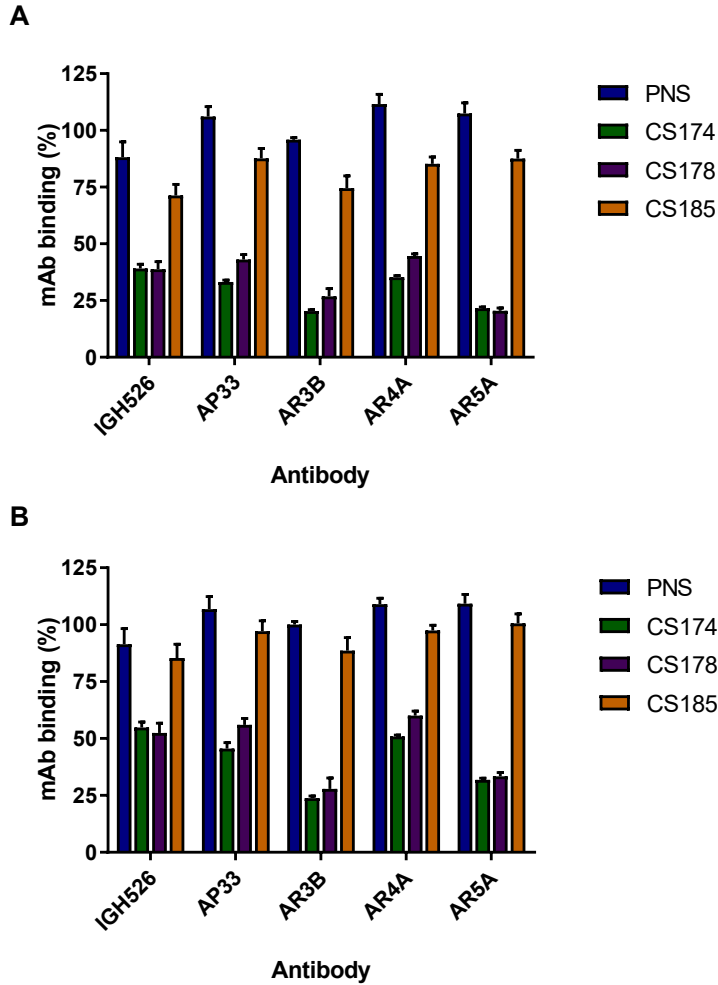 A
mAb binding (%)
125
100
75
50
25
0
IGH526
AP33
AR3B
AR4A
AR5A
Antibody
PNS
CS174
CS178
CS185
B
mAb binding (%)
125
100
75
50
25
0
IGH526
AP33
AR3B
AR4A
AR5A
Antibody
PNS
CS174
CS178
CS185